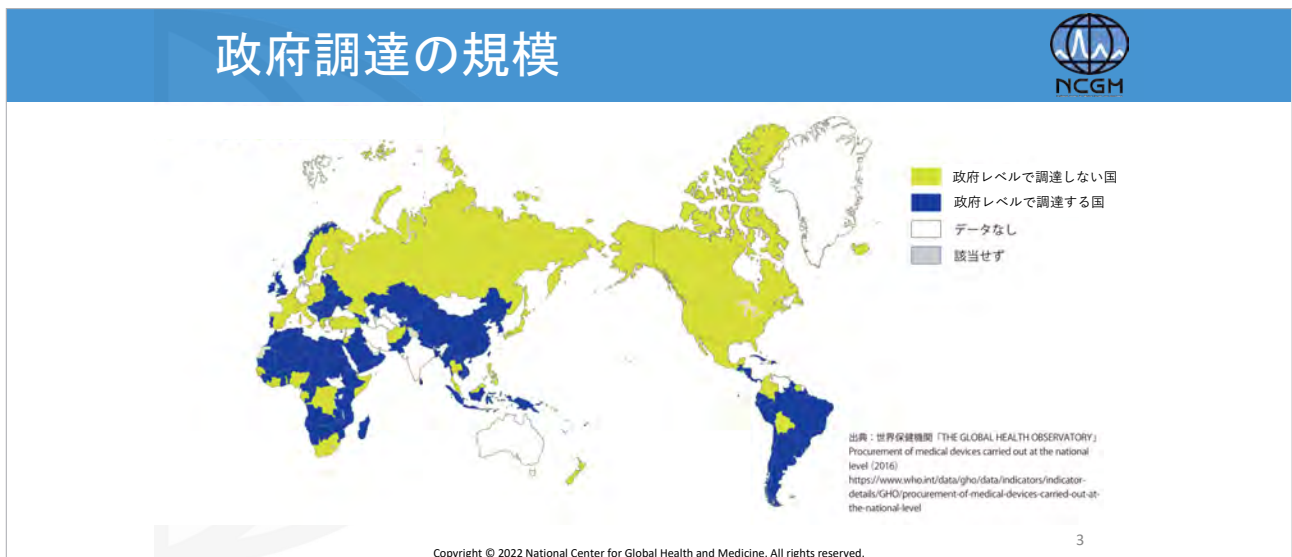 政府調達の規模
NCGM
政府レベルで調達しない国
政府レベルで調達する国
データなし
該当せず
出典：世界保健機関「THE GLOBAL HEALTH OBSERVATORY」
Procurement of medical devices carried out at the national
level (2016)
https://www.who.int/data/gho/data/indicators/indicator-
details/GHO/procurement-of-medical-devices-carried-out-at-
the-national-level
3
Copyright © 2022 National Center for Global Health and Medicine. All rights reserved.